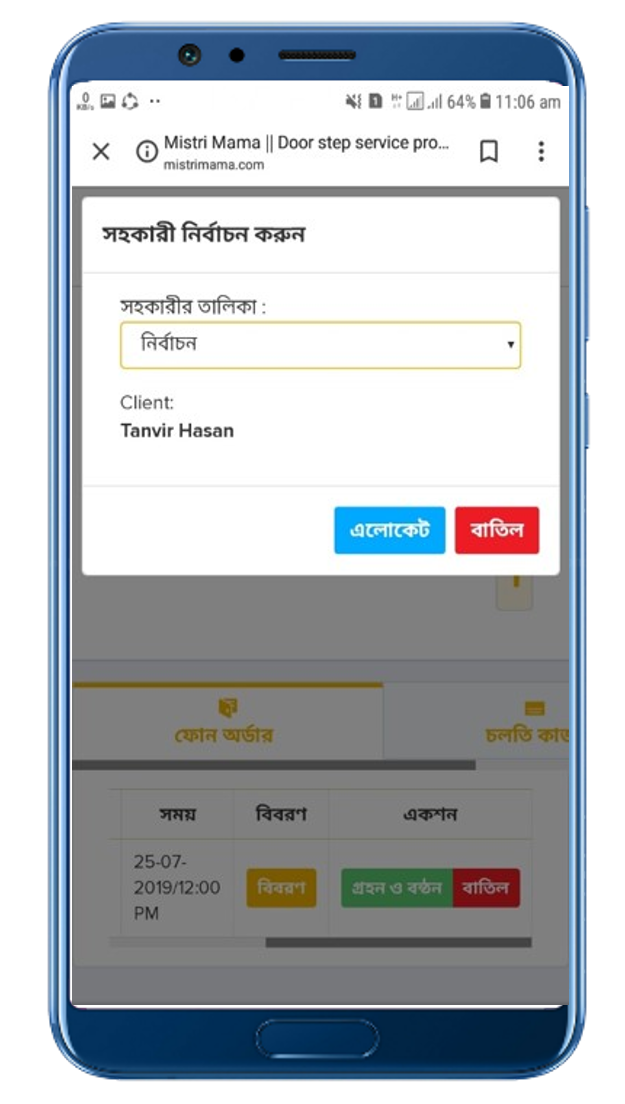 0
KB/s
64% 11:06 am
Mistri Mama || Door step service pro...
mistrimama.com
সহকারী নির্বাচন করুন
সহকারীর তালিকা :
নির্বাচন
Client:
Tanvir Hasan
এলোকেট বাতিল
ফোন অর্ডার চলতি কাজ
সময় বিবরণ একশন
25-07-
2019/12:00
PM
বিবরণ গ্রহন ও বন্ঠন বাতিল